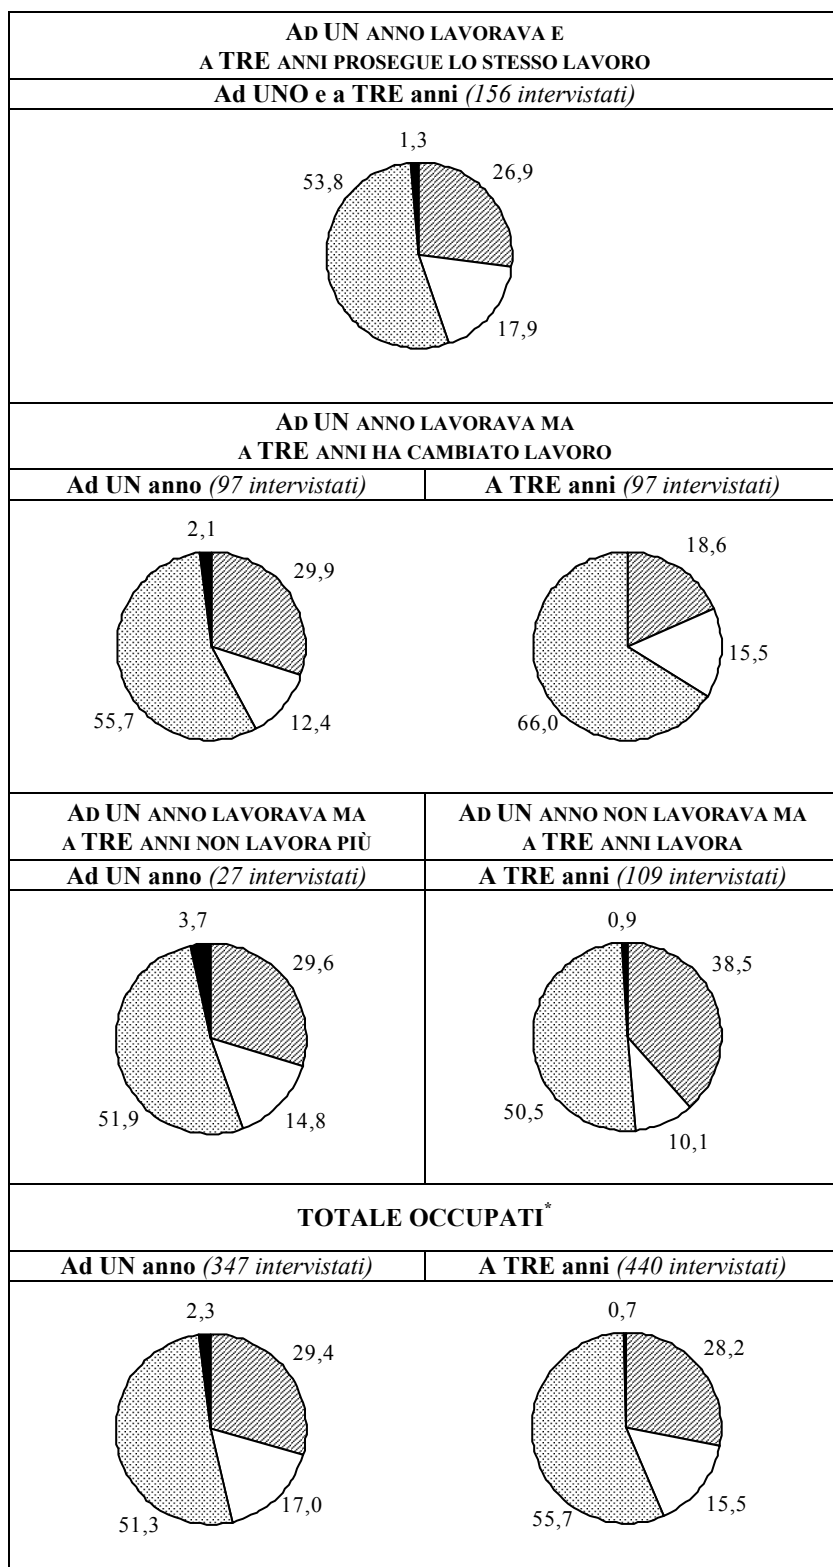 AD UN ANNO LAVORAVA E
A TRE ANNI PROSEGUE LO STESSO LAVORO
Ad UNO e a TRE anni (156 intervistati)
1,3
53,8
26,9
17,9
AD UN ANNO LAVORAVA MA
A TRE ANNI HA CAMBIATO LAVORO
Ad UN anno (97 intervistati)
A TRE anni (97 intervistati)
2,1
29,9
55,7
12,4
18,6
15,5
66,0
AD UN ANNO LAVORAVA MA
A TRE ANNI NON LAVORA PIÙ
AD UN ANNO NON LAVORAVA MA
A TRE ANNI LAVORA
Ad UN anno (27 intervistati)
A TRE anni (109 intervistati)
3,7
29,6
51,9
14,8
0,9
38,5
50,5
10,1
TOTALE OCCUPATI*
Ad UN anno (347 intervistati)
A TRE anni (440 intervistati)
2,3
29,4
51,3
17,0
0,7
28,2
55,7
15,5